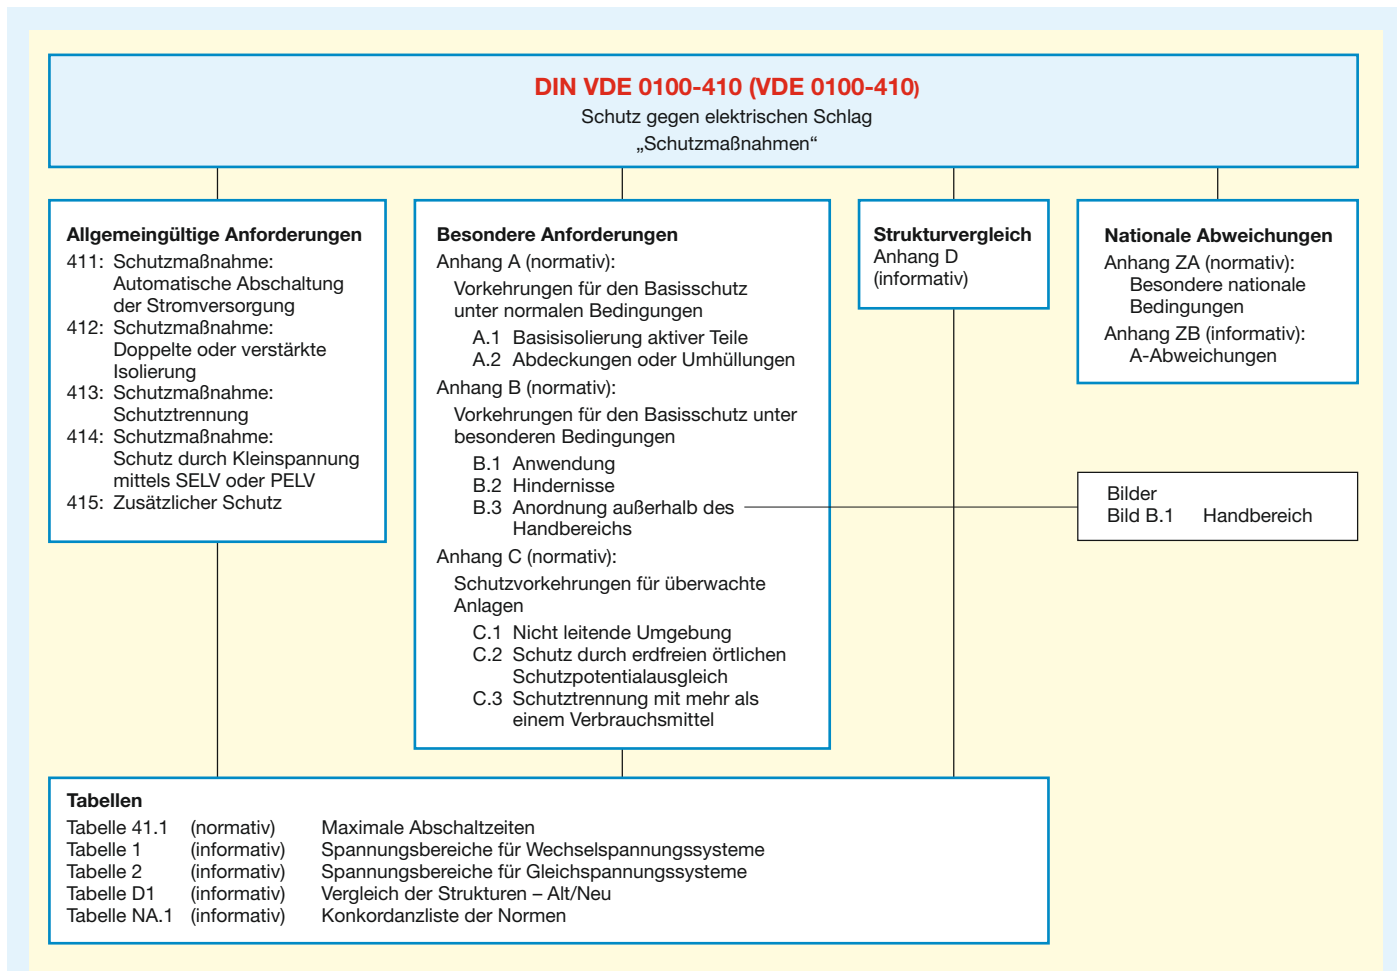 DIN VDE 0100-410 (VDE 0100-410)
Schutz gegen elektrischen Schlag
„Schutzmaßnahmen“
Allgemeingültige Anforderungen
411: Schutzmaßnahme:
Automatische Abschaltung
der Stromversorgung
412: Schutzmaßnahme:
Doppelte oder verstärkte
Isolierung
413: Schutzmaßnahme:
Schutztrennung
414: Schutzmaßnahme:
Schutz durch Kleinspannung
mittels SELV oder PELV
415: Zusätzlicher Schutz
Besondere Anforderungen
Anhang A (normativ):
Vorkehrungen für den Basisschutz
unter normalen Bedingungen
A.1 Basisisolierung aktiver Teile
A.2 Abdeckungen oder Umhüllungen
Anhang B (normativ):
Vorkehrungen für den Basisschutz unter
besonderen Bedingungen
B.1 Anwendung
B.2 Hindernisse
B.3 Anordnung außerhalb des
Handbereichs
Anhang C (normativ):
Schutzvorkehrungen für überwachte
Anlagen
C.1 Nicht leitende Umgebung
C.2 Schutz durch erdfreien örtlichen
Schutzpotentialausgleich
C.3 Schutztrennung mit mehr als
einem Verbrauchsmittel
Strukturvergleich
Anhang D
(informativ)
Nationale Abweichungen
Anhang ZA (normativ):
Besondere nationale
Bedingungen
Anhang ZB (informativ):
A-Abweichungen
Bilder
Bild B.1 Handbereich
Tabellen
Tabelle 41.1 (normativ) Maximale Abschaltzeiten
Tabelle 1 (informativ) Spannungsbereiche für Wechselspannungssysteme
Tabelle 2 (informativ) Spannungsbereiche für Gleichspannungssysteme
Tabelle D1 (informativ) Vergleich der Strukturen – Alt/Neu
Tabelle NA.1 (informativ) Konkordanzliste der Normen